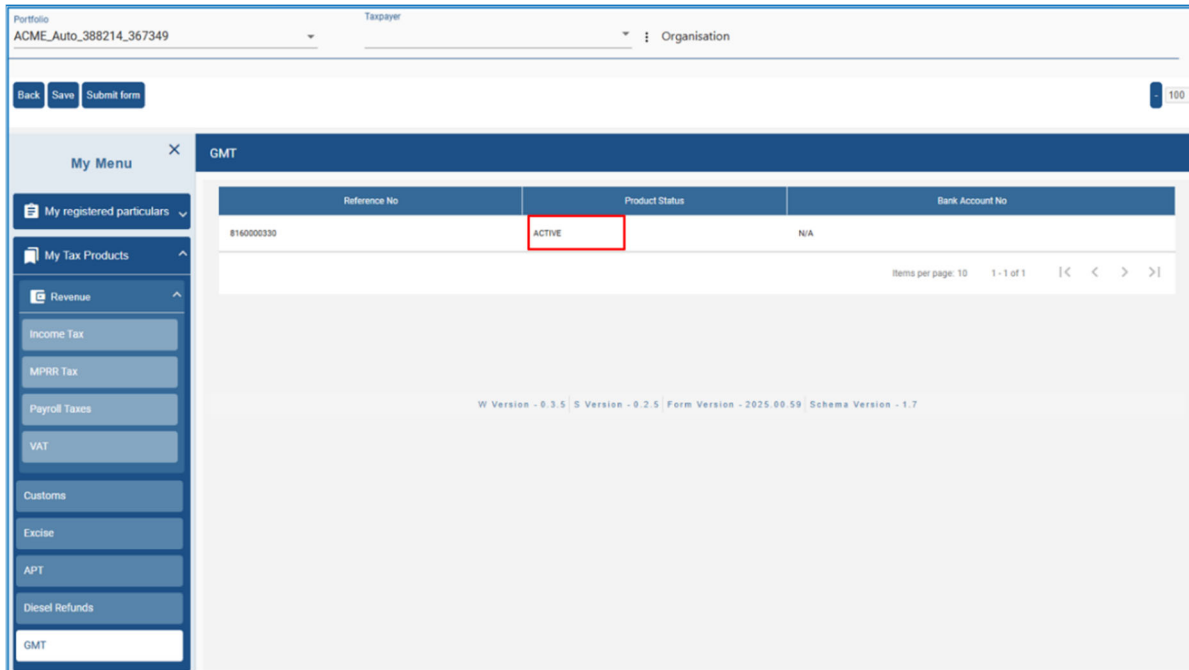 Portfolio
Taxpayer
ACME_Auto_388214_367349
Organisation
Back Save Submit form
- 100
My Menu
GMT
My registered particulars
My Tax Products
Revenue
Income Tax
MPRR Tax
Payroll Taxes
VAT
Customs
Excise
APT
Diesel Refunds
GMT
Reference No Product Status Bank Account No
8160000330 ACTIVE N/A
Items per page: 10 1 - 1 of 1
W Version - 0.3.5 S Version - 0.2.5 Form Version - 2025.00.59 Schema Version - 1.7